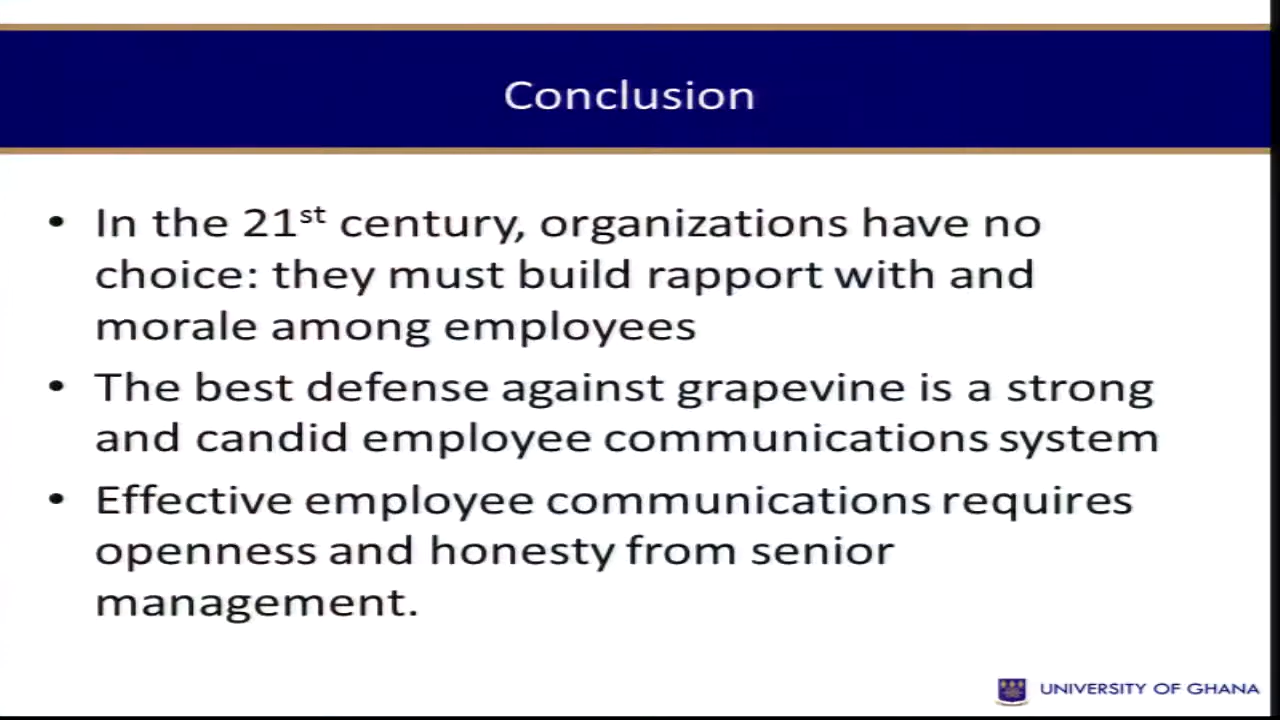 Conclusion
• In the 21st century, organizations have no
choice: they must build rapport with and
morale among employees
• The best defense against grapevine is a strong
and candid employee communications system
• Effective employee communications requires
openness and honesty from senior
management.
UNIVERSITY OF GHANA